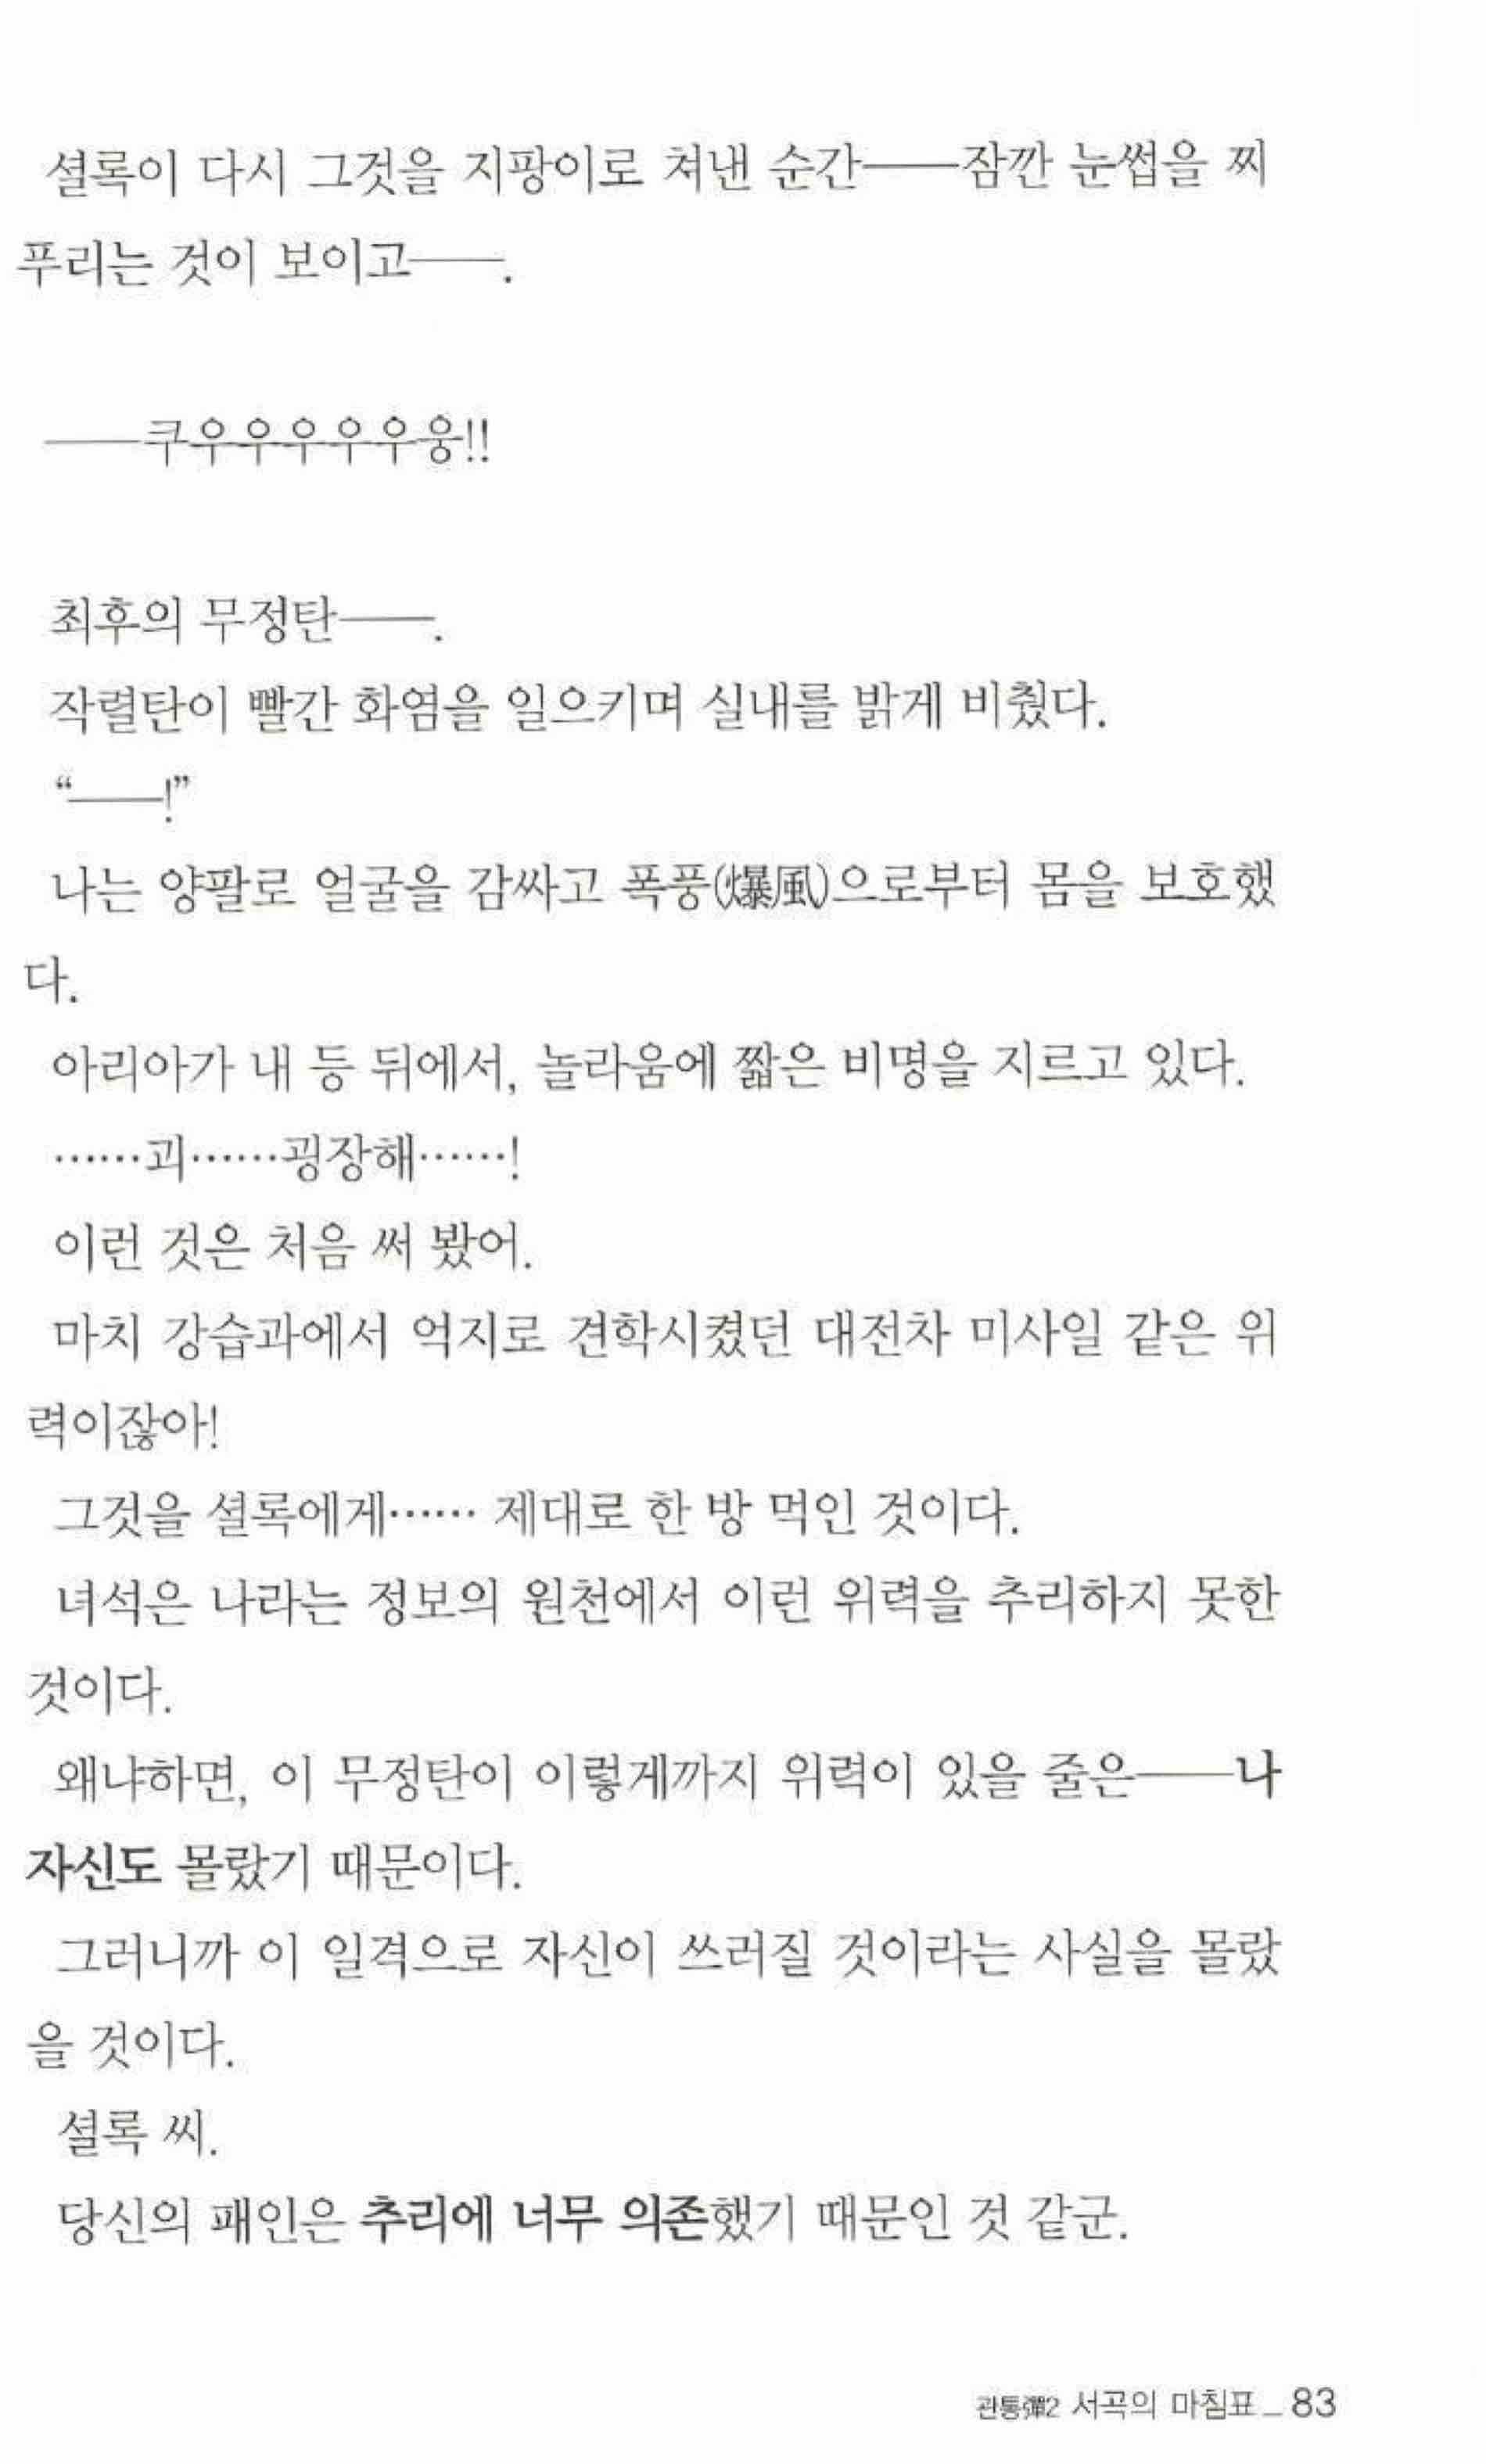 셜록이 다시 그것을 지팡이로 쳐낸 순간──잠깐 눈썹을 찌
푸리는 것이 보이고──.
──쿠우우우우우웅!!
최후의 무정탄──.
작렬탄이 빨간 화염을 일으키며 실내를 밝게 비췄다.
“──!”
나는 양팔로 얼굴을 감싸고 폭풍(爆風)으로부터 몸을 보호했
다.
아리아가 내 등 뒤에서, 놀라움에 짧은 비명을 지르고 있다.
……괴……굉장해……!
이런 것은 처음 써 봤어.
마치 강습과에서 억지로 견학시켰던 대전차 미사일 같은 위
력이잖아!
그것을 셜록에게…… 제대로 한 방 먹인 것이다.
녀석은 나라는 정보의 원천에서 이런 위력을 추리하지 못한
것이다.
왜냐하면, 이 무정탄이 이렇게까지 위력이 있을 줄은──나
자신도 몰랐기 때문이다.
그러니까 이 일격으로 자신이 쓰러질 것이라는 사실을 몰랐
을 것이다.
셜록 씨.
당신의 패인은 추리에 너무 의존했기 때문인 것 같군.
관통彈2 서곡의 마침표 _ 83